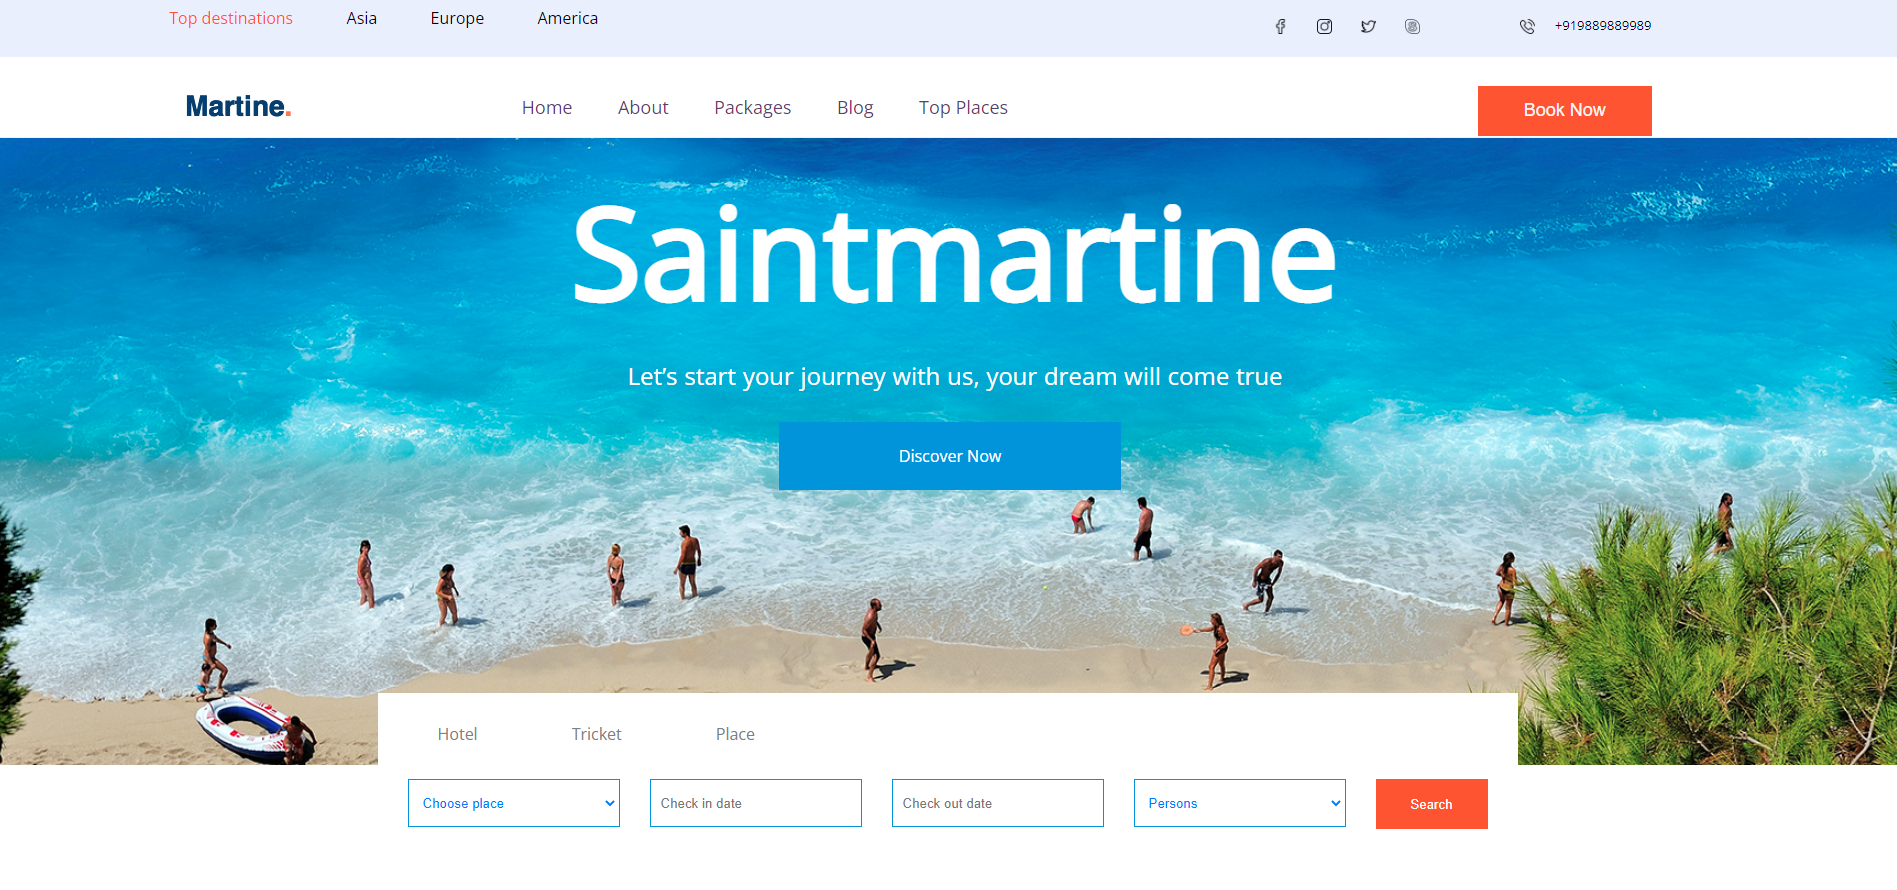 Top destinations Asia Europe America +919889889989
Martine. Home About Packages Blog Top Places Book Now
Saintmartine
Let’s start your journey with us, your dream will come true
Discover Now
Hotel Tricket Place
Choose place Check in date Check out date Persons Search